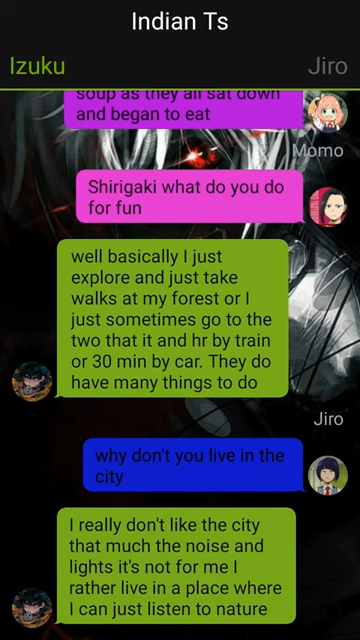 Indian Ts
Izuku
Jiro
soup as they all sat down
and began to eat
Momo
Shirigaki what do you do
for fun
well basically I just
explore and just take
walks at my forest or I
just sometimes go to the
two that it and hr by train
or 30 min by car. They do
have many things to do
Jiro
why don't you live in the
city
I really don't like the city
that much the noise and
lights it's not for me I
rather live in a place where
I can just listen to nature